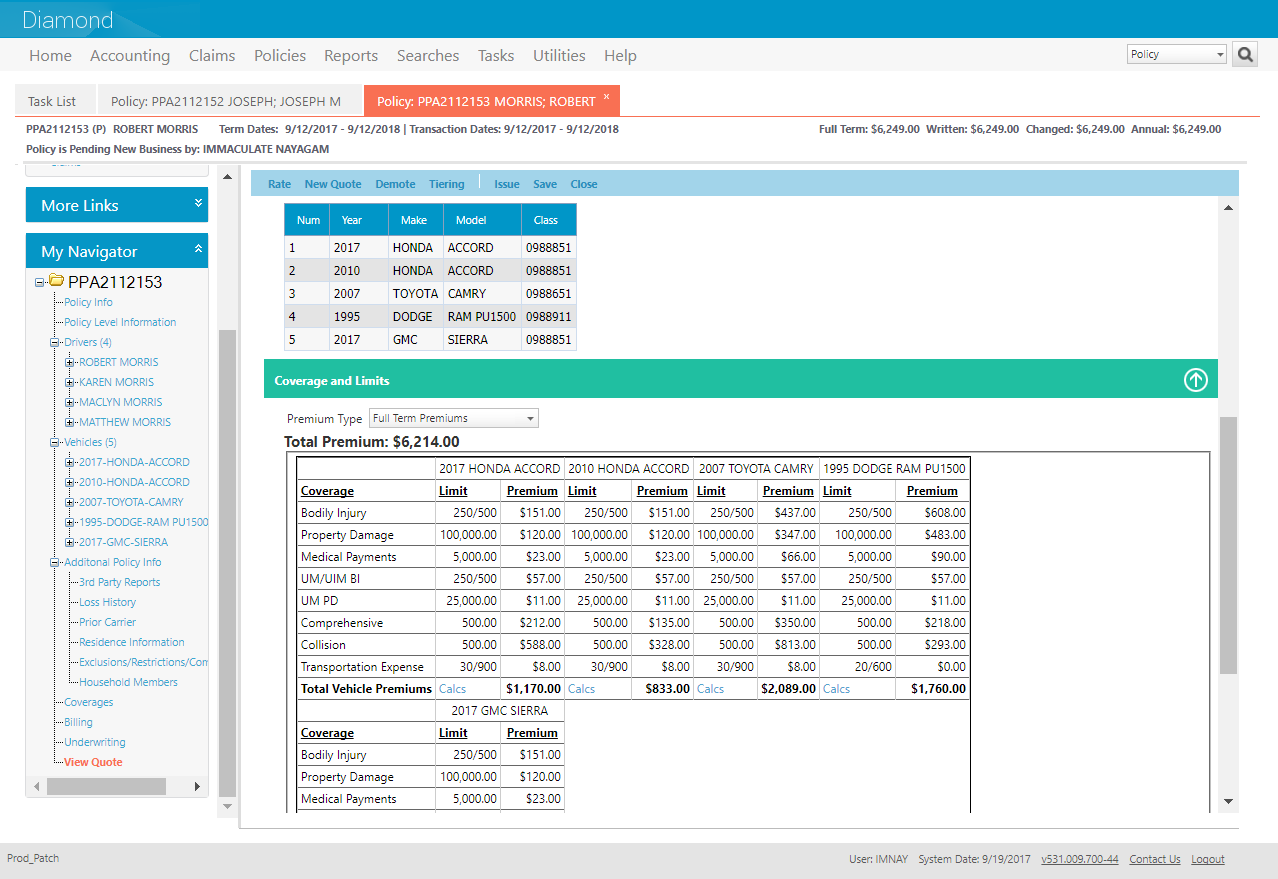 Diamond
Home Accounting Claims Policies Reports Searches Tasks Utilities Help Policy
Task List Policy: PPA2112152 JOSEPH; JOSEPH M Policy: PPA2112153 MORRIS; ROBERT ×
PPA2112153 (P) ROBERT MORRIS Term Dates: 9/12/2017 - 9/12/2018 | Transaction Dates: 9/12/2017 - 9/12/2018 Full Term: $6,249.00 Written: $6,249.00 Changed: $6,249.00 Annual: $6,249.00
Policy is Pending New Business by: IMMACULATE NAYAGAM
More Links
My Navigator
PPA2112153
Policy Info
Policy Level Information
Drivers (4)
ROBERT MORRIS
KAREN MORRIS
MACLYN MORRIS
MATTHEW MORRIS
Vehicles (5)
2017-HONDA-ACCORD
2010-HONDA-ACCORD
2007-TOYOTA-CAMRY
1995-DODGE-RAM PU1500
2017-GMC-SIERRA
Additonal Policy Info
3rd Party Reports
Loss History
Prior Carrier
Residence Information
Exclusions/Restrictions/Com
Household Members
Coverages
Billing
Underwriting
View Quote
Rate New Quote Demote Tiering Issue Save Close
Num Year Make Model Class
1 2017 HONDA ACCORD 0988851
2 2010 HONDA ACCORD 0988851
3 2007 TOYOTA CAMRY 0988651
4 1995 DODGE RAM PU1500 0988911
5 2017 GMC SIERRA 0988851
Coverage and Limits
Premium Type Full Term Premiums
Total Premium: $6,214.00
2017 HONDA ACCORD 2010 HONDA ACCORD 2007 TOYOTA CAMRY 1995 DODGE RAM PU1500
Coverage Limit Premium Limit Premium Limit Premium Limit Premium
Bodily Injury 250/500 $151.00 250/500 $151.00 250/500 $437.00 250/500 $608.00
Property Damage 100,000.00 $120.00 100,000.00 $120.00 100,000.00 $347.00 100,000.00 $483.00
Medical Payments 5,000.00 $23.00 5,000.00 $23.00 5,000.00 $66.00 5,000.00 $90.00
UM/UIM BI 250/500 $57.00 250/500 $57.00 250/500 $57.00 250/500 $57.00
UM PD 25,000.00 $11.00 25,000.00 $11.00 25,000.00 $11.00 25,000.00 $11.00
Comprehensive 500.00 $212.00 500.00 $135.00 500.00 $350.00 500.00 $218.00
Collision 500.00 $588.00 500.00 $328.00 500.00 $813.00 500.00 $293.00
Transportation Expense 30/900 $8.00 30/900 $8.00 30/900 $8.00 20/600 $0.00
Total Vehicle Premiums Calcs $1,170.00 Calcs $833.00 Calcs $2,089.00 Calcs $1,760.00
2017 GMC SIERRA
Coverage Limit Premium
Bodily Injury 250/500 $151.00
Property Damage 100,000.00 $120.00
Medical Payments 5,000.00 $23.00
Prod_Patch User: IMNAY System Date: 9/19/2017 v531.009.700-44 Contact Us Logout